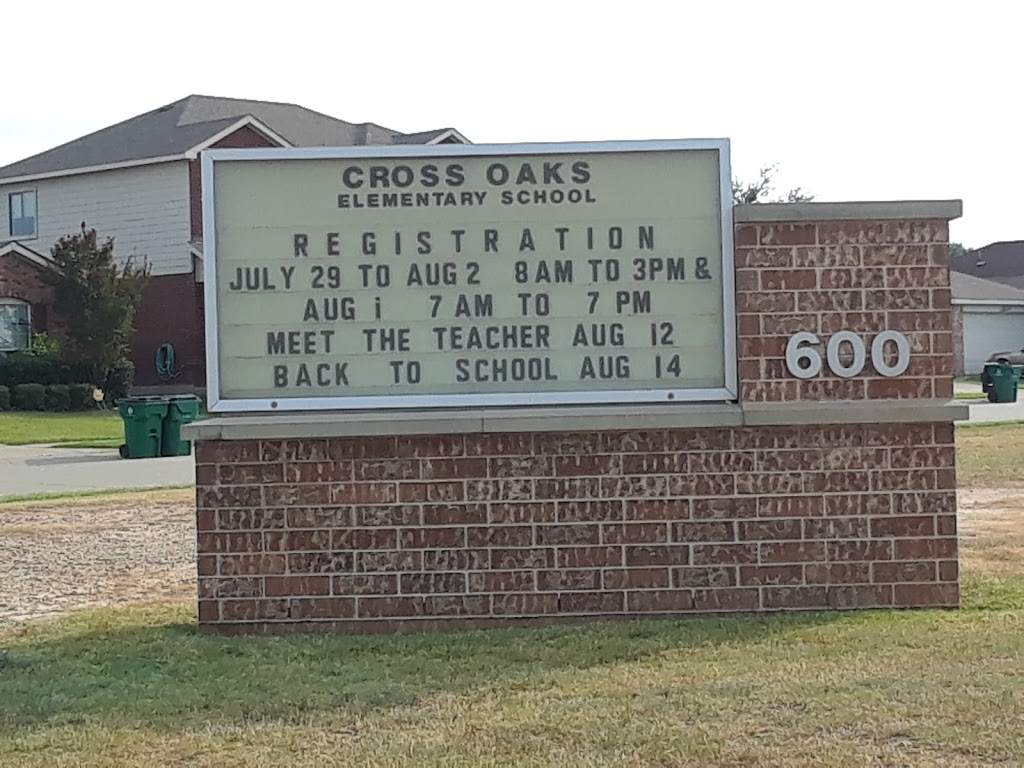 CROSS OAKS
ELEMENTARY SCHOOL
REGISTRATION
JULY 29 TO AUG 2 8AM TO 3PM &
AUG i 7 AM TO 7 PM
MEET THE TEACHER AUG 12
BACK TO SCHOOL AUG 14
600